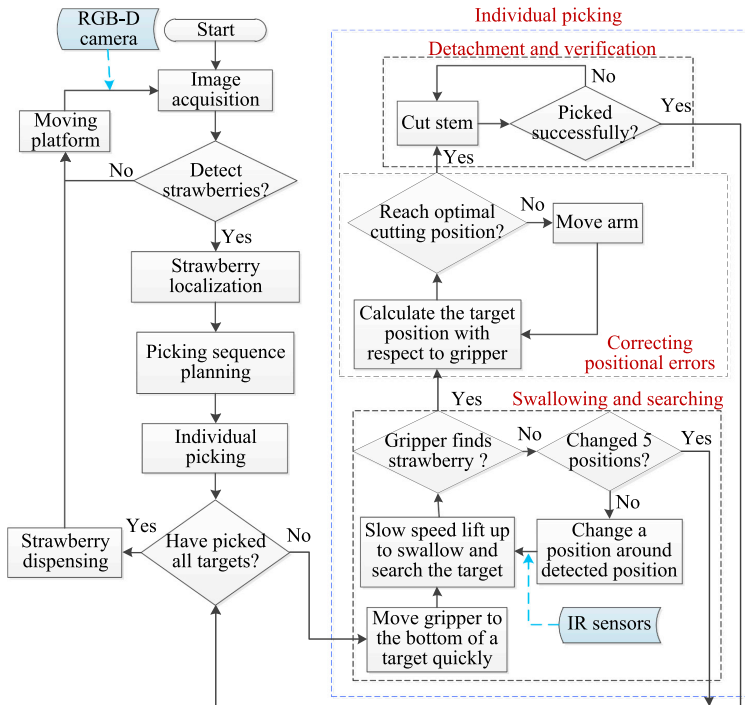 RGB-D
camera
Start
Image
acquisition
Moving
platform
No
Detect
strawberries?
Yes
Strawberry
localization
Picking sequence
planning
Individual
picking
Yes
Have picked
all targets?
No
Strawberry
dispensing
Individual picking
Detachment and verification
No
Cut stem
Picked
successfully?
Yes
Yes
Reach optimal
cutting position?
No
Move arm
Calculate the target
position with
respect to gripper
Correcting
positional errors
Yes
Swallowing and searching
Gripper finds
strawberry ?
No
Changed 5
positions?
Yes
No
Slow speed lift up
to swallow and
search the target
Change a
position around
detected position
Move gripper to
the bottom of a
target quickly
IR sensors